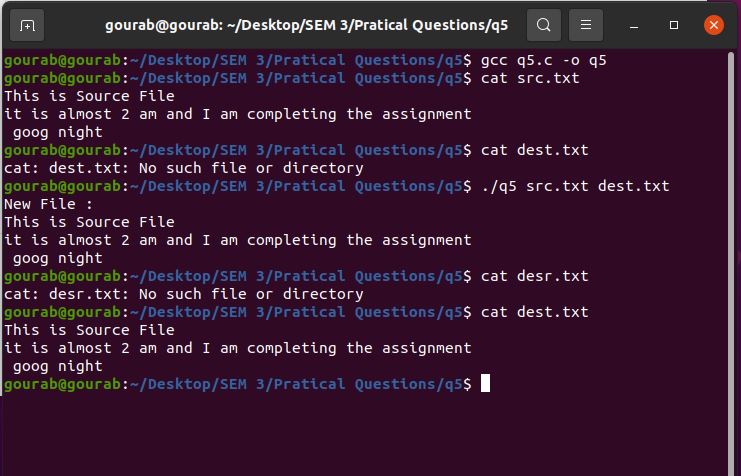 gourab@gourab: ~/Desktop/SEM 3/Pratical Questions/q5
gourab@gourab:~/Desktop/SEM 3/Pratical Questions/q5$ gcc q5.c -o q5
gourab@gourab:~/Desktop/SEM 3/Pratical Questions/q5$ cat src.txt
This is Source File
it is almost 2 am and I am completing the assignment
 goog night
gourab@gourab:~/Desktop/SEM 3/Pratical Questions/q5$ cat dest.txt
cat: dest.txt: No such file or directory
gourab@gourab:~/Desktop/SEM 3/Pratical Questions/q5$ ./q5 src.txt dest.txt
New File :
This is Source File
it is almost 2 am and I am completing the assignment
 goog night
gourab@gourab:~/Desktop/SEM 3/Pratical Questions/q5$ cat desr.txt
cat: desr.txt: No such file or directory
gourab@gourab:~/Desktop/SEM 3/Pratical Questions/q5$ cat dest.txt
This is Source File
it is almost 2 am and I am completing the assignment
 goog night
gourab@gourab:~/Desktop/SEM 3/Pratical Questions/q5$